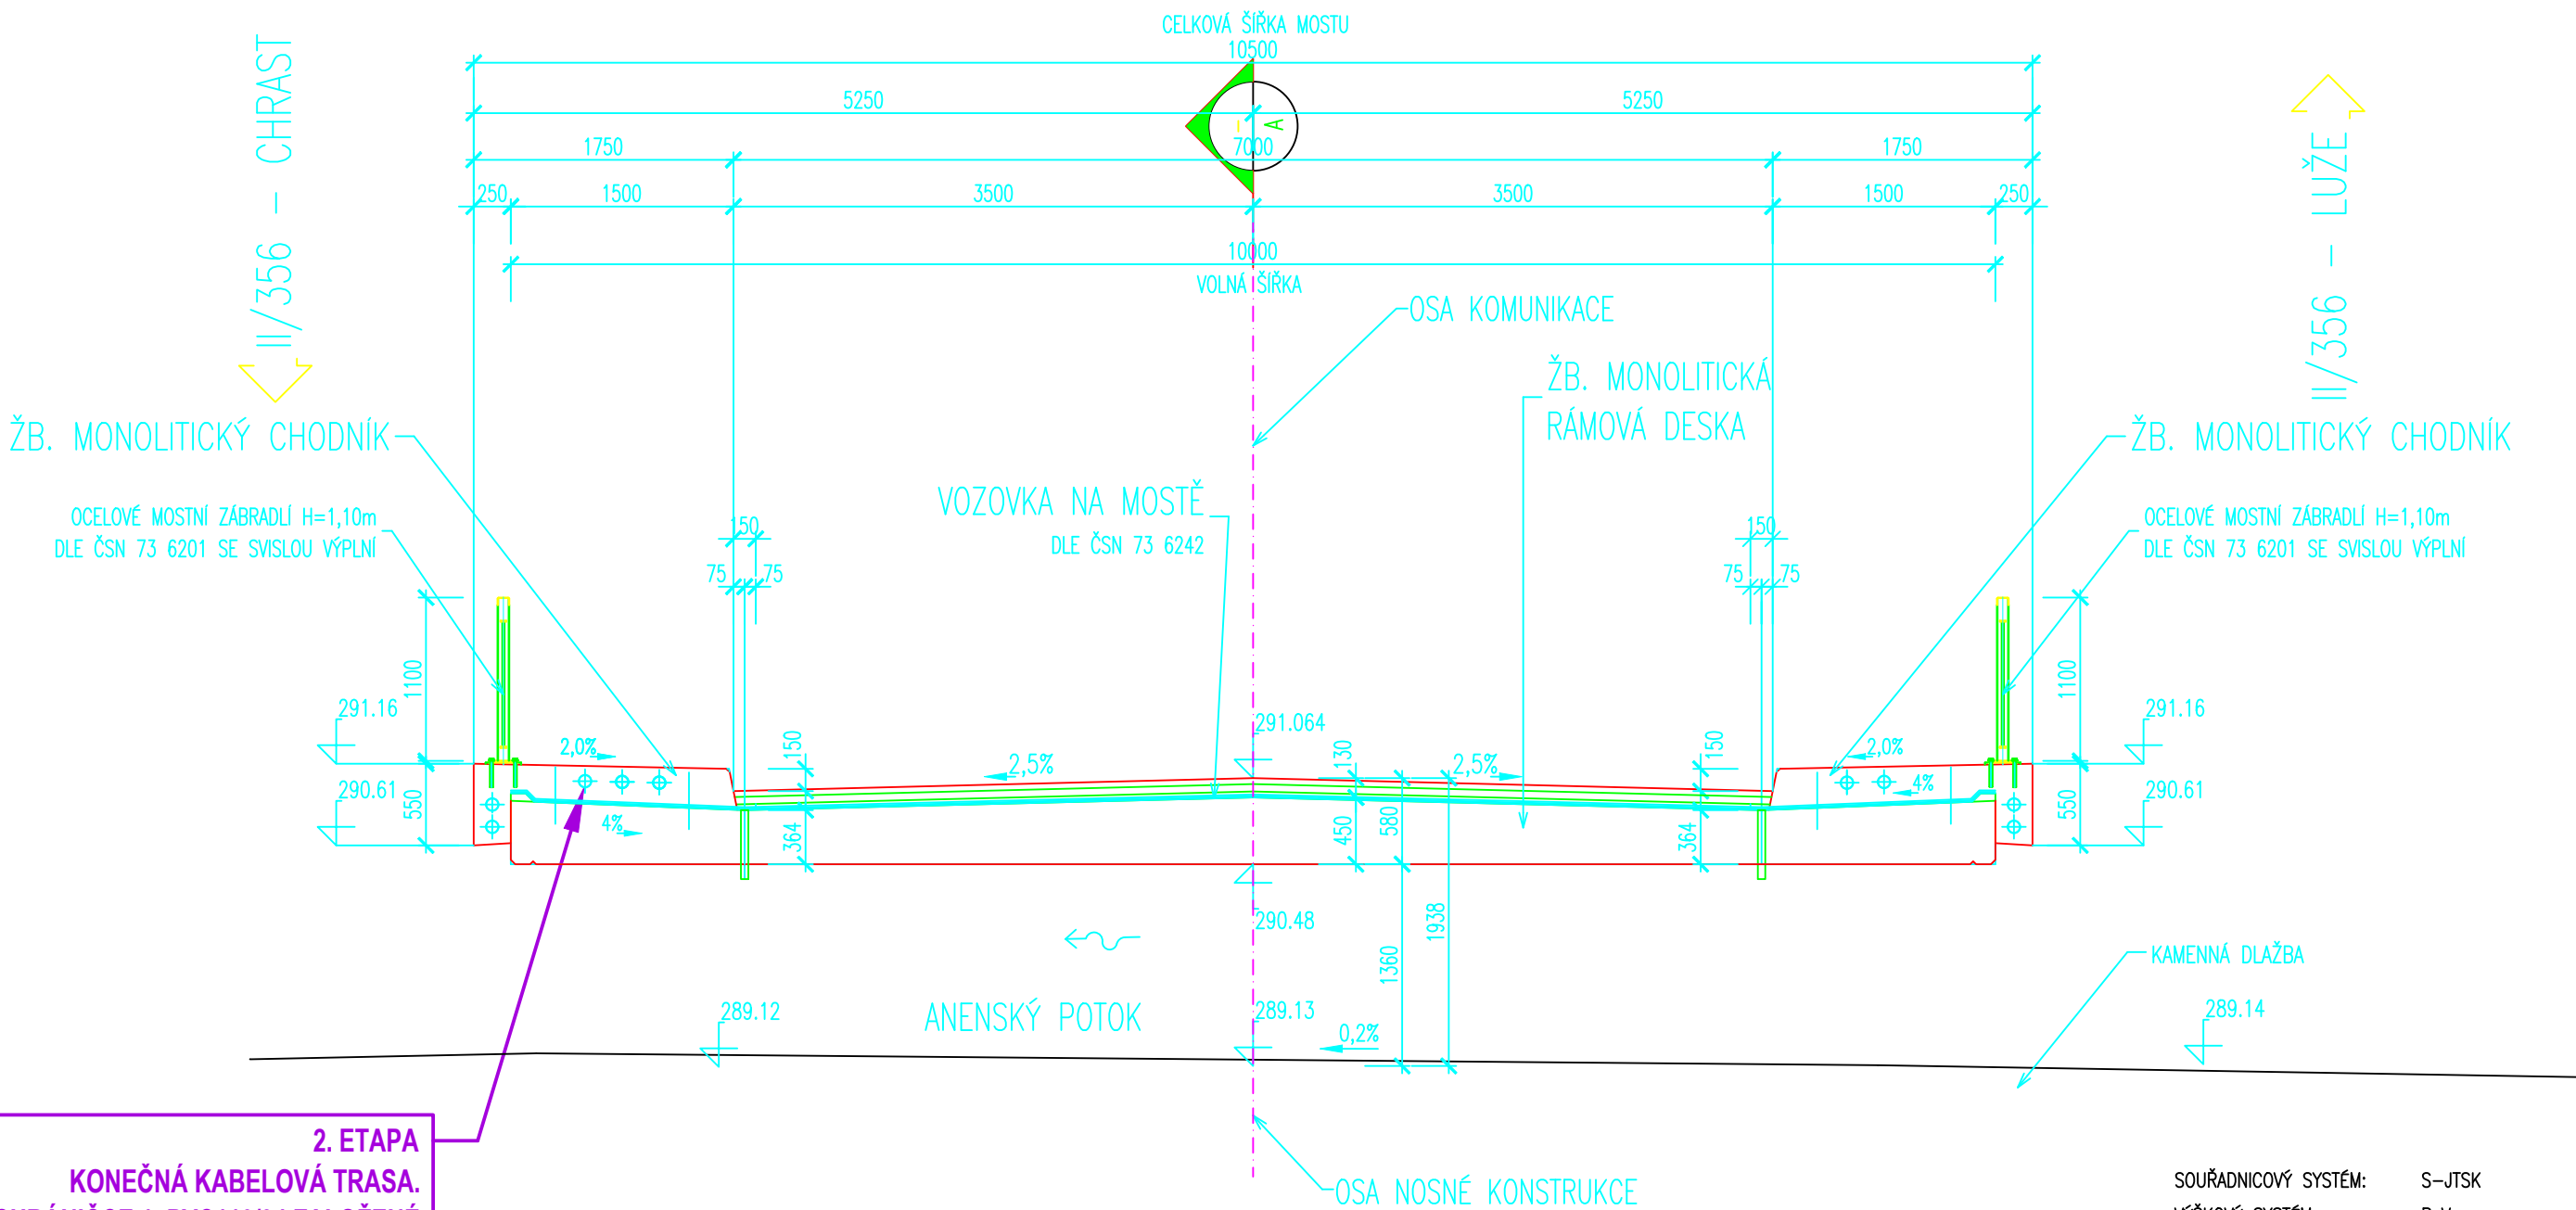 CELKOVÁ ŠÍŘKA MOSTU
10500
5250
5250
A
1750
7000
1750
250
1500
3500
3500
1500
250
10000
VOLNÁ ŠÍŘKA
II/356 - CHRAST
II/356 - LUŽE
OSA KOMUNIKACE
ŽB. MONOLITICKÁ
RÁMOVÁ DESKA
ŽB. MONOLITICKÝ CHODNÍK
ŽB. MONOLITICKÝ CHODNÍK
VOZOVKA NA MOSTĚ
DLE ČSN 73 6242
OCELOVÉ MOSTNÍ ZÁBRADLÍ H=1,10m
DLE ČSN 73 6201 SE SVISLOU VÝPLNÍ
OCELOVÉ MOSTNÍ ZÁBRADLÍ H=1,10m
DLE ČSN 73 6201 SE SVISLOU VÝPLNÍ
150
75
75
150
75
75
1100
1100
291.16
291.064
291.16
2,0%
150
2,5%
130
2,5%
150
2,0%
290.61
550
4%
364
450
580
364
4%
550
290.61
290.48
1360
1938
KAMENNÁ DLAŽBA
289.12
ANENSKÝ POTOK
289.13
0,2%
289.14
2. ETAPA
KONEČNÁ KABELOVÁ TRASA.
OSA NOSNÉ KONSTRUKCE
SOUŘADNICOVÝ SYSTÉM: S-JTSK